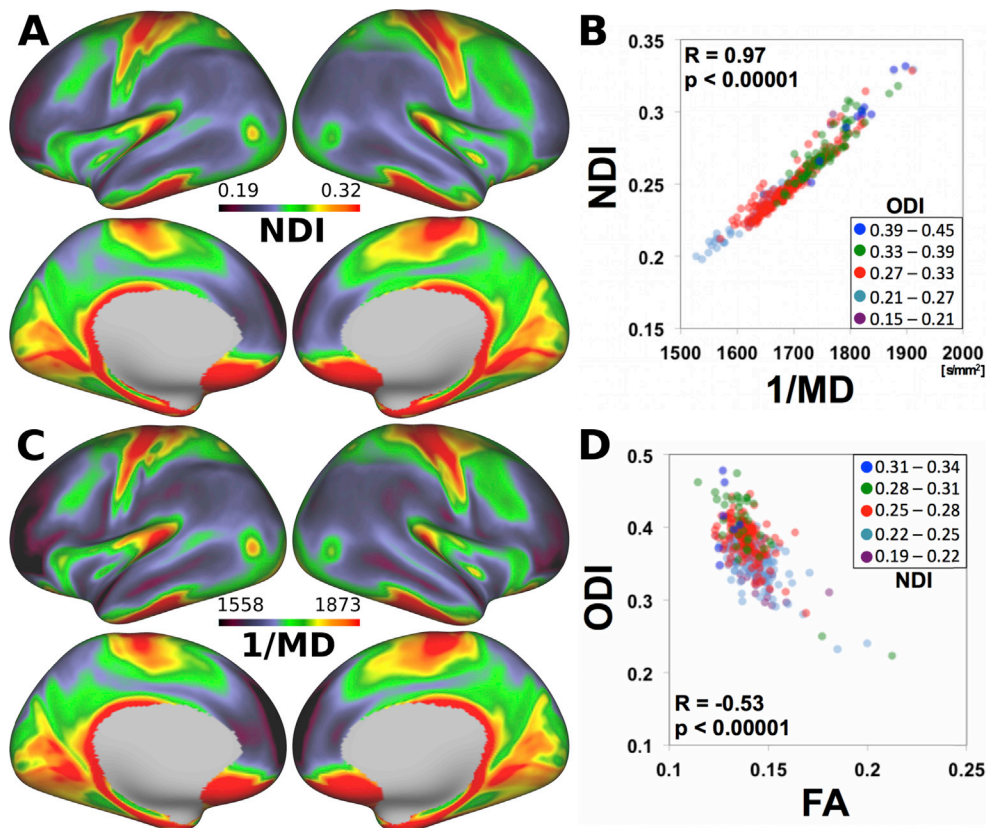 A
0.19 0.32
NDI
B
0.35
0.3
0.25
0.2
0.15
NDI
R = 0.97
p < 0.00001
ODI
0.39 – 0.45
0.33 – 0.39
0.27 – 0.33
0.21 – 0.27
0.15 – 0.21
1500 1600 1700 1800 1900 2000
[s/mm²]
1/MD
C
1558 1873
1/MD
D
0.5
0.4
0.3
0.2
0.1
ODI
0.31 – 0.34
0.28 – 0.31
0.25 – 0.28
0.22 – 0.25
0.19 – 0.22
NDI
R = -0.53
p < 0.00001
0.1 0.15 0.2 0.25
FA